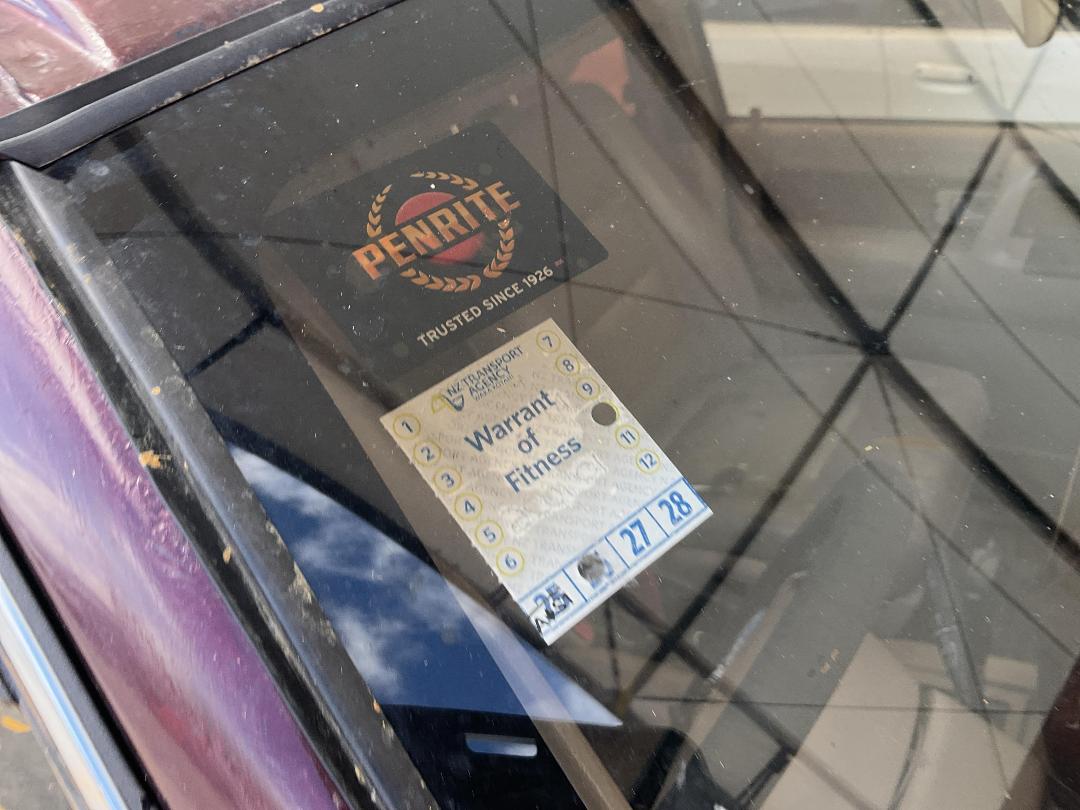 PENRITE
TRUSTED SINCE 1926
NZ TRANSPORT
AGENCY
WAKA KOTAHI
Warrant
of
Fitness
1
2
3
4
5
6
7
8
9
11
12
27 28